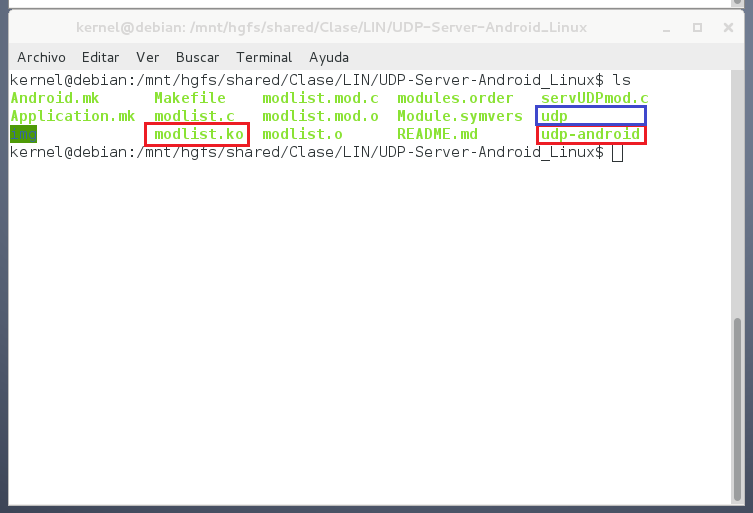 kernel@debian: /mnt/hgfs/shared/Clase/LIN/UDP-Server-Android_Linux
Archivo Editar Ver Buscar Terminal Ayuda
kernel@debian:/mnt/hgfs/shared/Clase/LIN/UDP-Server-Android_Linux$ ls
Android.mk Makefile modlist.mod.c modules.order servUDPmod.c
Application.mk modlist.c modlist.mod.o Module.symvers udp
img modlist.ko modlist.o README.md udp-android
kernel@debian:/mnt/hgfs/shared/Clase/LIN/UDP-Server-Android_Linux$